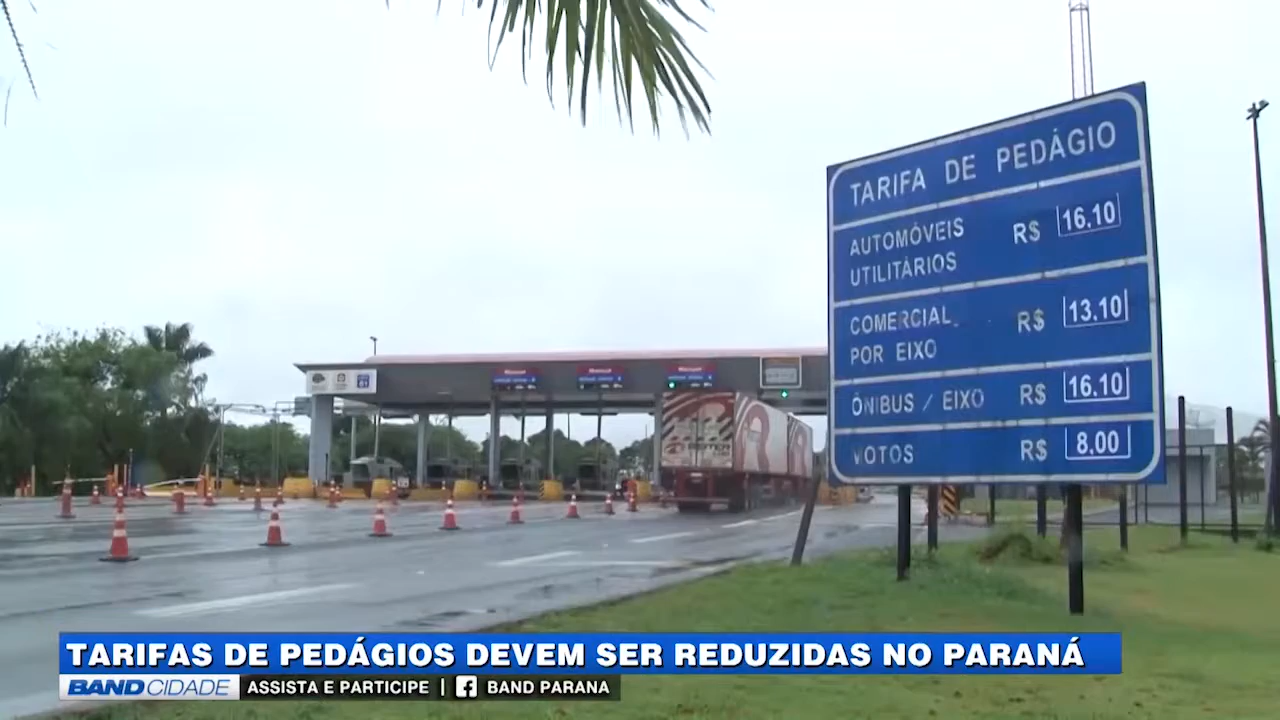 TARIFA DE PEDÁGIO
AUTOMÓVEIS
UTILITÁRIOS
R$ 16.10
COMERCIAL
POR EIXO
R$ 13.10
ÔNIBUS / EIXO R$ 16.10
VOTOS R$ 8.00
TARIFAS DE PEDÁGIOS DEVEM SER REDUZIDAS NO PARANÁ
BAND CIDADE ASSISTA E PARTICIPE | BAND PARANA